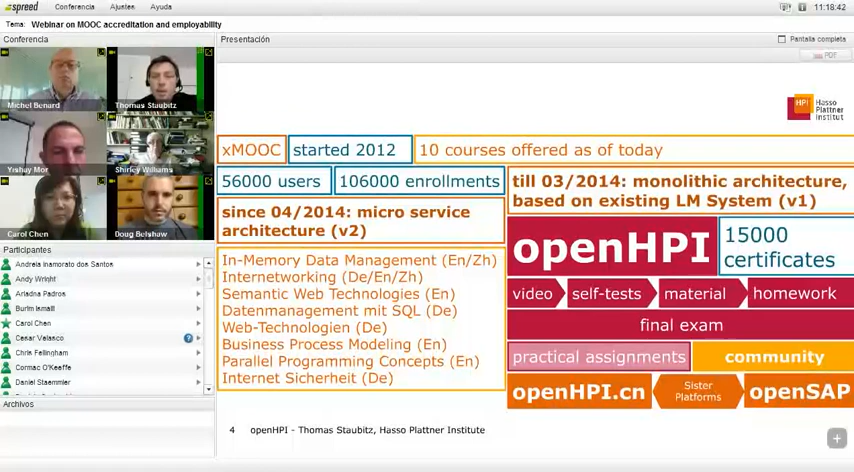 spreed
Conferencia Ajustes Ayuda
11:18:42
Tema: Webinar on MOOC accreditation and employability
Conferencia
Michel Benard
Thomas Staubitz
Yishay Mor
Shirley Williams
Carol Chen
Doug Belshaw
Participantes
Andreia Inamorato dos Santos
Andy Wright
Ariadna Padros
Burim Ismaili
Carol Chen
Cesar Velasco
?
Chris Fellingham
Cormac O'Keeffe
Daniel Staemmler
Archivos
Presentación
Pantalla completa
PDF
HPI
Hasso
Plattner
Institut
xMOOC
started 2012
10 courses offered as of today
56000 users
106000 enrollments
till 03/2014: monolithic architecture,
based on existing LM System (v1)
since 04/2014: micro service
architecture (v2)
openHPI
15000
certificates
In-Memory Data Management (En/Zh)
Internetworking (De/En/Zh)
Semantic Web Technologies (En)
Datenmanagement mit SQL (De)
Web-Technologien (De)
Business Process Modeling (En)
Parallel Programming Concepts (En)
Internet Sicherheit (De)
video
self-tests
material
homework
final exam
practical assignments
community
openHPI.cn
Sister
Platforms
openSAP
4 openHPI - Thomas Staubitz, Hasso Plattner Institute